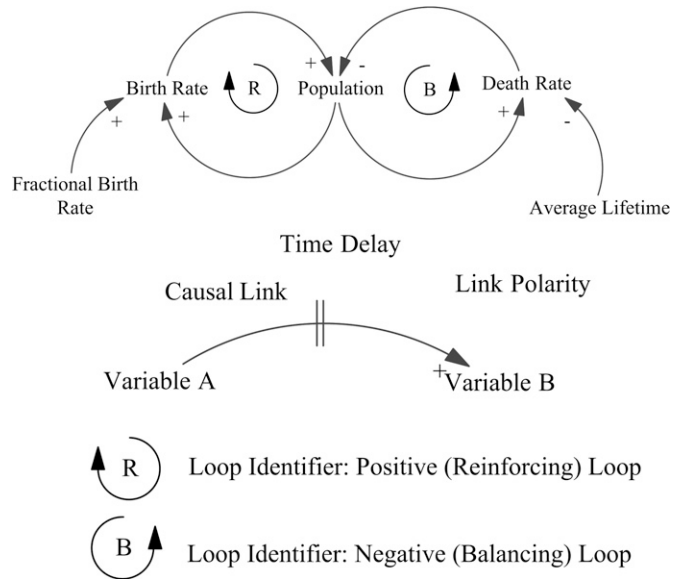 +
-
Birth Rate
R
Population
B
Death Rate
+
+
+
-
Fractional Birth
Rate
Average Lifetime
Time Delay
Causal Link
Link Polarity
Variable A
+
Variable B
R
Loop Identifier: Positive (Reinforcing) Loop
B
Loop Identifier: Negative (Balancing) Loop